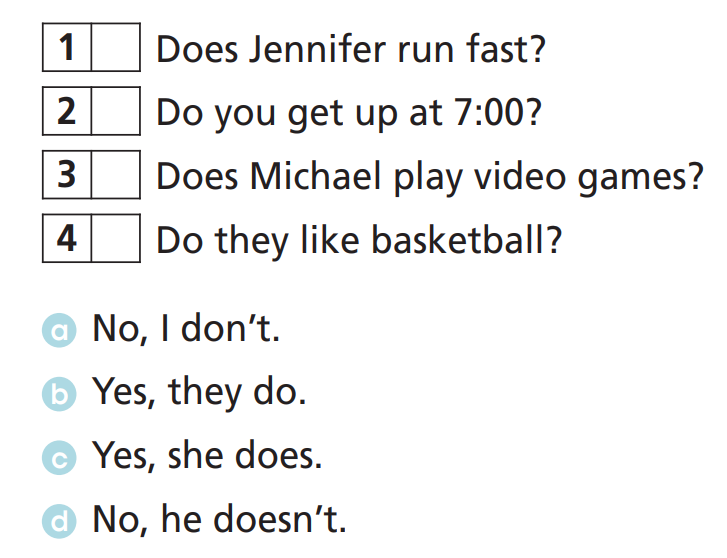 1 Does Jennifer run fast?
2 Do you get up at 7:00?
3 Does Michael play video games?
4 Do they like basketball?
a No, I don't.
b Yes, they do.
c Yes, she does.
d No, he doesn't.